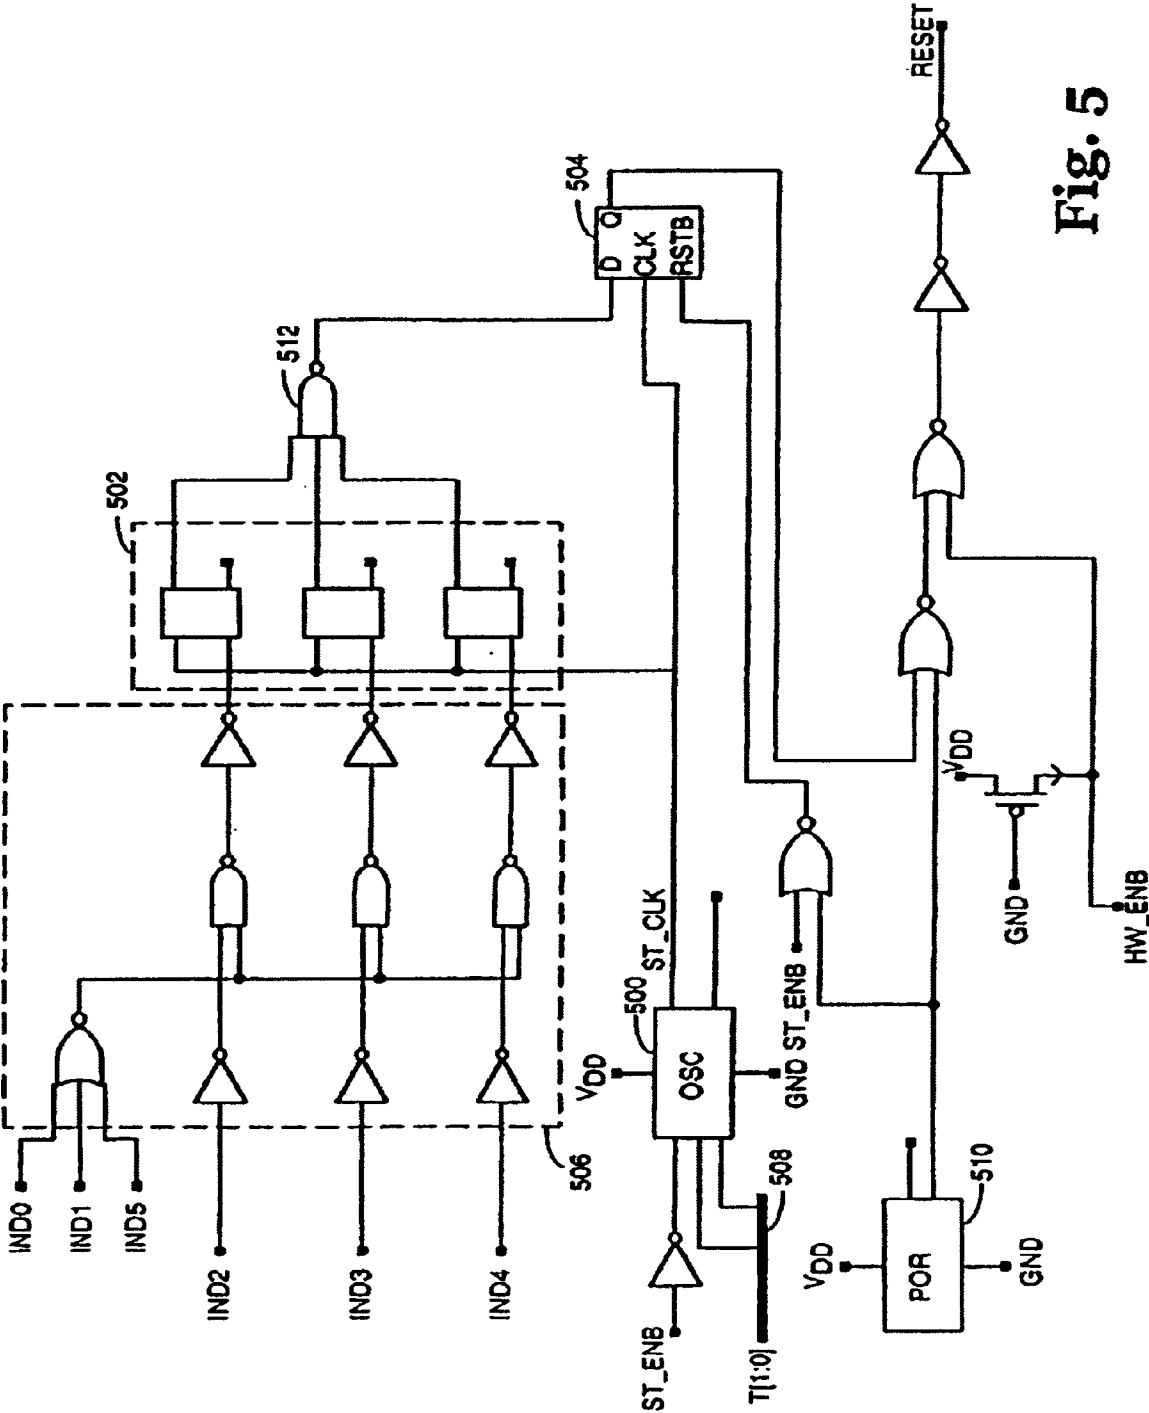 IND0
IND1
IND5
IND2
IND3
IND4
506
502
512
504
D Q
CLK
RSTB
ST_ENB
T[1:0]
508
VDD
500
OSC
GND
ST_CLK
ST_ENB
VDD
POR
510
GND
VDD
GND
HW_ENB
RESET
Fig. 5